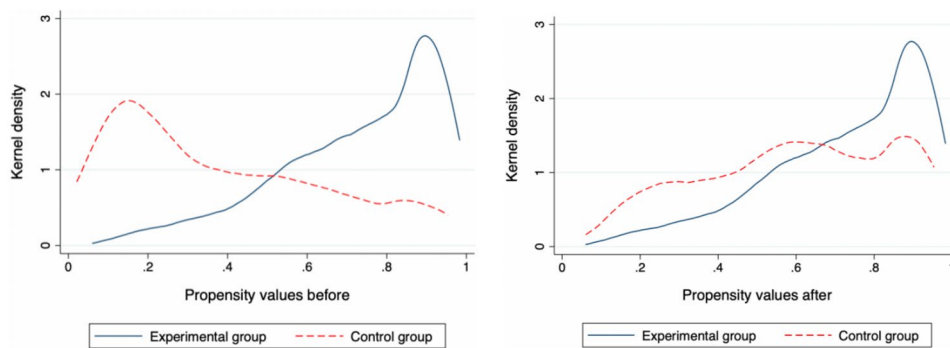 3
2
1
0
Kernel density
0 .2 .4 .6 .8 1
Propensity values before
Experimental group Control group
3
2
1
0
Kernel density
0 .2 .4 .6 .8
Propensity values after
Experimental group Control group